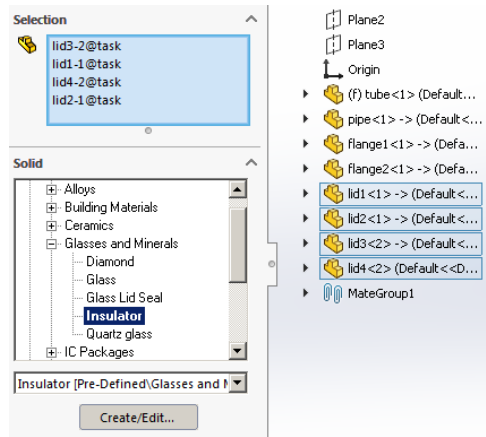 Selection
lid3-2@task
lid1-1@task
lid4-2@task
lid2-1@task
Solid
Alloys
Building Materials
Ceramics
Glasses and Minerals
Diamond
Glass
Glass Lid Seal
Insulator
Quartz glass
IC Packages
Insulator [Pre-Defined\Glasses and M
Create/Edit...
Plane2
Plane3
Origin
(f) tube<1> (Default...
pipe<1> -> (Default<...
flange1<1> -> (Defa...
flange2<1> -> (Defa...
lid1<1> -> (Default<...
lid2<1> -> (Default<...
lid3<2> -> (Default<...
lid4<2> (Default<<D...
MateGroup1